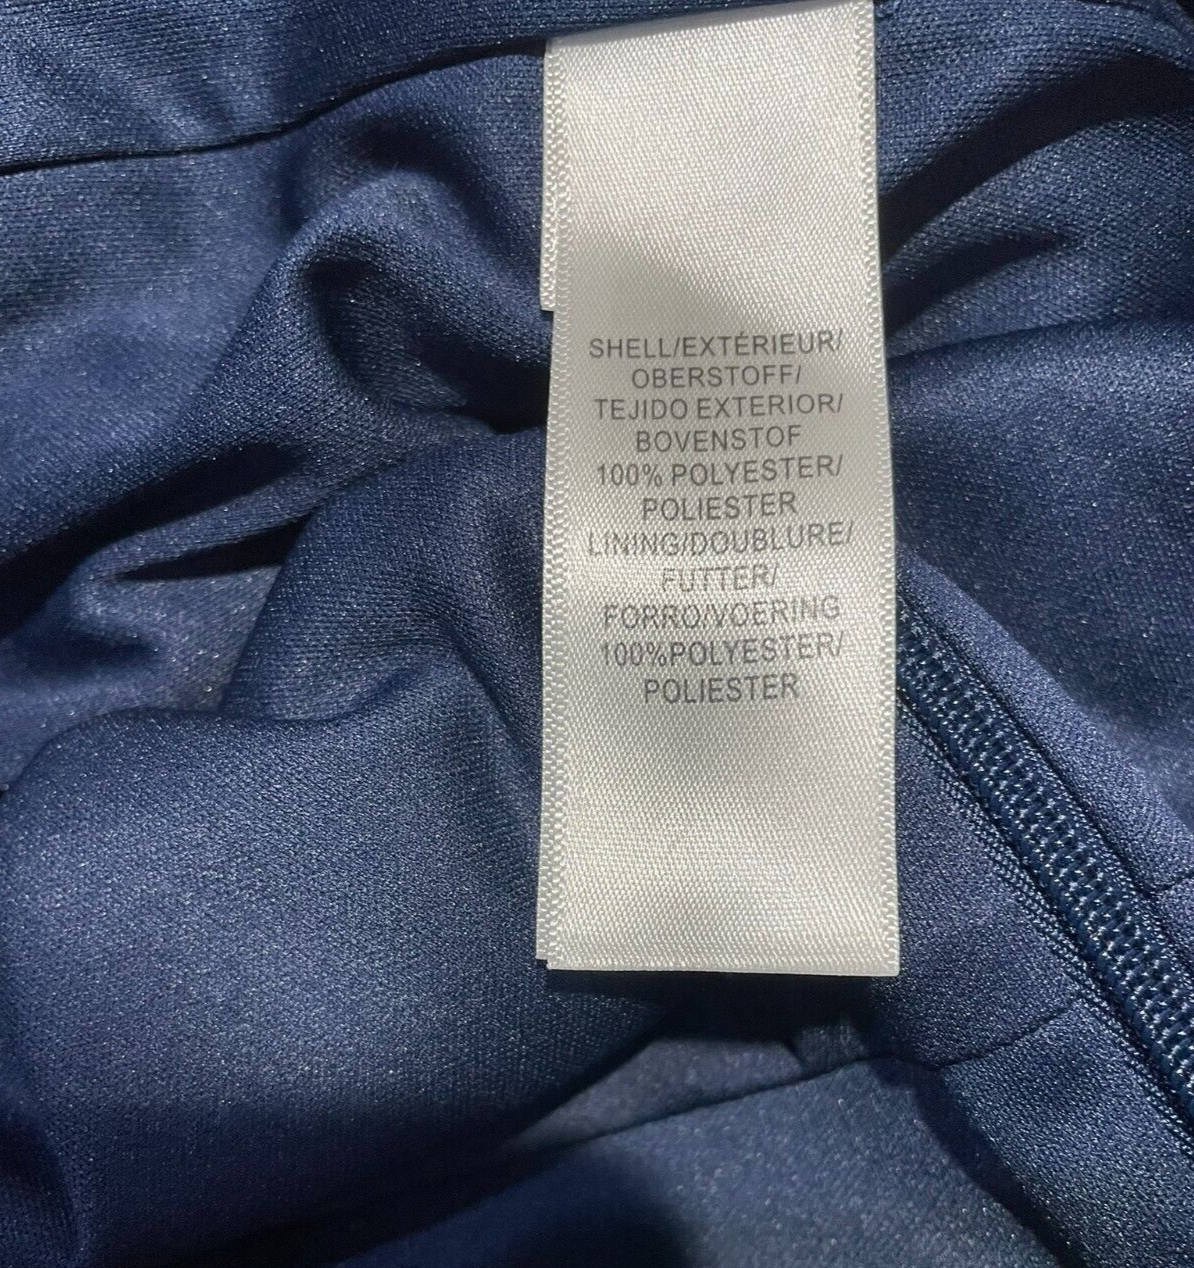 SHELL/EXTÉRIEUR/
OBERSTOFF/
TEJIDO EXTERIOR/
BOVENSTOF
100% POLYESTER/
POLIESTER
LINING/DOUBLURE/
FUTTER/
FORRO/VOERING
100%POLYESTER/
POLIESTER